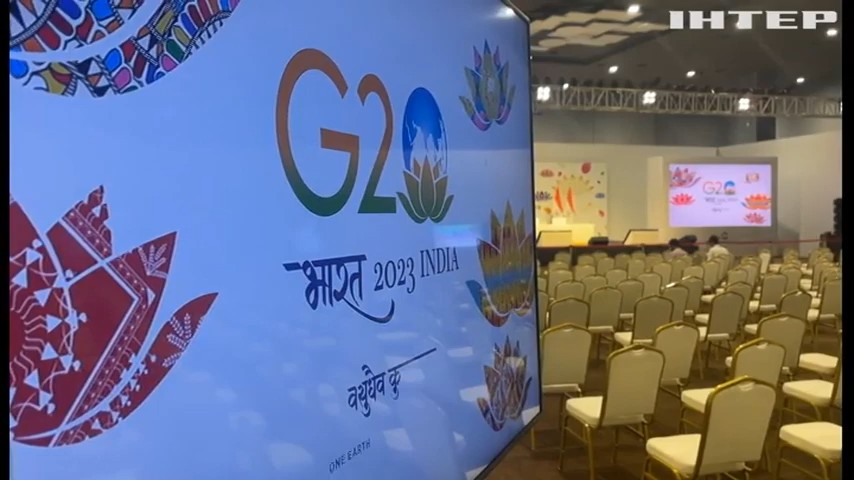 ІНТЕР
G20
भारत 2023 INDIA
वसुधैव कु
ONE EARTH
G20